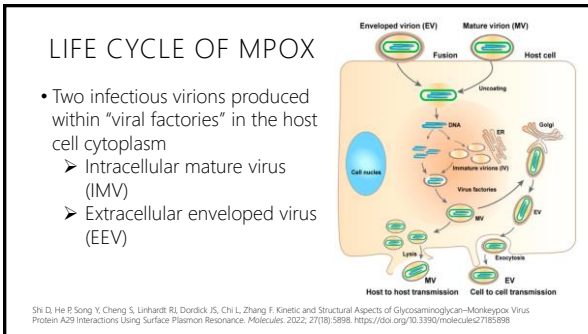 LIFE CYCLE OF MPOX
• Two infectious virions produced
within “viral factories” in the host
cell cytoplasm
➢ Intracellular mature virus
(IMV)
➢ Extracellular enveloped virus
(EEV)
Enveloped virion (EV)
Mature virion (MV)
Fusion
Host cell
Uncoating
DNA
ER
Golgi
Immature virions (IV)
Cell nucles
Virus factories
MV
EV
Lysis
Exocytosis
MV
EV
Host to host transmission
Cell to cell transmission
Shi D, He P, Song Y, Cheng S, Linhardt RJ, Dordick JS, Chi L, Zhang F. Kinetic and Structural Aspects of Glycosaminoglycan–Monkeypox Virus
Protein A29 Interactions Using Surface Plasmon Resonance. Molecules. 2022; 27(18):5898. https://doi.org/10.3390/molecules27185898